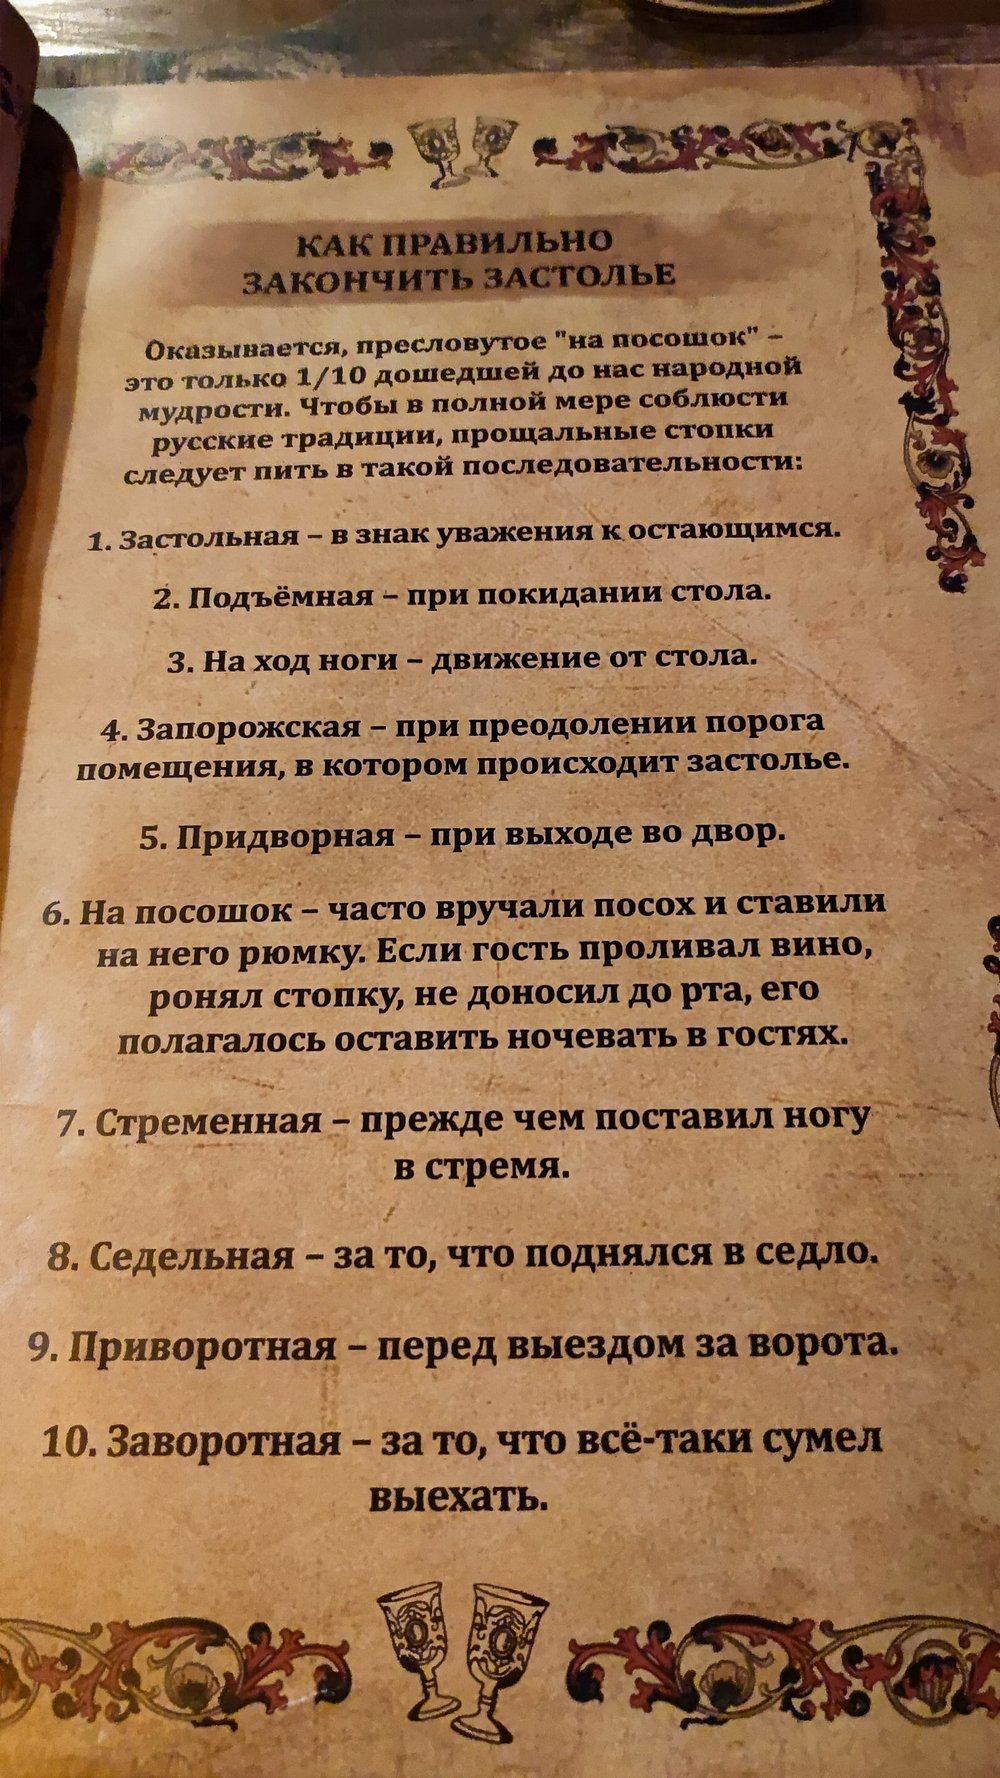 КАК ПРАВИЛЬНО
ЗАКОНЧИТЬ ЗАСТОЛЬЕ
Оказывается, пресловутое "на посошок" –
это только 1/10 дошедшей до нас народной
мудрости. Чтобы в полной мере соблюсти
русские традиции, прощальные стопки
следует пить в такой последовательности:
1. Застольная – в знак уважения к остающимся.
2. Подъёмная – при покидании стола.
3. На ход ноги – движение от стола.
4. Запорожская – при преодолении порога
помещения, в котором происходит застолье.
5. Придворная – при выходе во двор.
6. На посошок – часто вручали посох и ставили
на него рюмку. Если гость проливал вино,
ронял стопку, не доносил до рта, его
полагалось оставить ночевать в гостях.
7. Стременная – прежде чем поставил ногу
в стремя.
8. Седельная – за то, что поднялся в седло.
9. Приворотная – перед выездом за ворота.
10. Заворотная – за то, что всё-таки сумел
выехать.